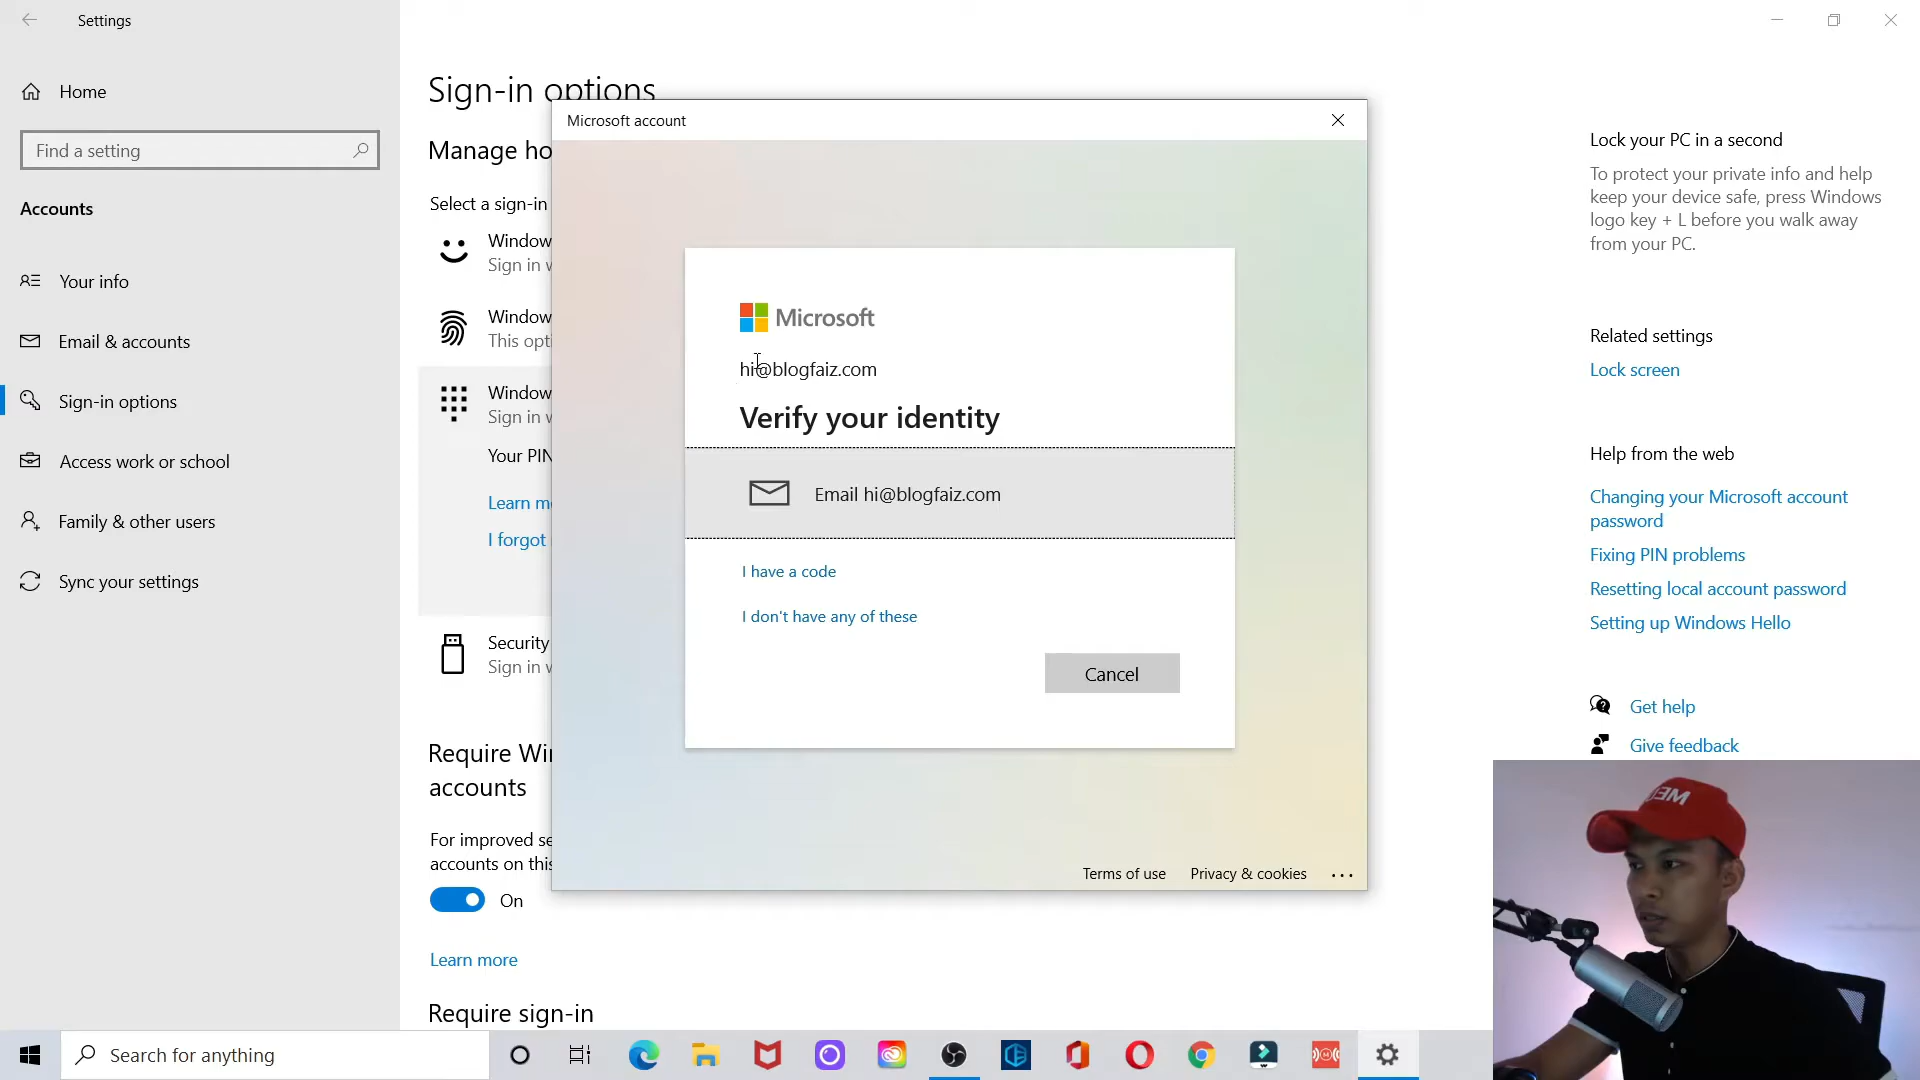 Settings
Home
Find a setting
Accounts
Your info
Email & accounts
Sign-in options
Access work or school
Family & other users
Sync your settings
Sign-in options
Manage ho
Select a sign-in
Window
Sign in w
Window
This opti
Window
Sign in w
Your PIN
Learn mo
I forgot
Security
Sign in w
Require Wi
accounts
For improved se
accounts on this
On
Learn more
Require sign-in
Microsoft account
Microsoft
hi@blogfaiz.com
Verify your identity
Email hi@blogfaiz.com
I have a code
I don't have any of these
Cancel
Terms of use
Privacy & cookies
Lock your PC in a second
To protect your private info and help
keep your device safe, press Windows
logo key + L before you walk away
from your PC.
Related settings
Lock screen
Help from the web
Changing your Microsoft account
password
Fixing PIN problems
Resetting local account password
Setting up Windows Hello
Get help
Give feedback
Search for anything